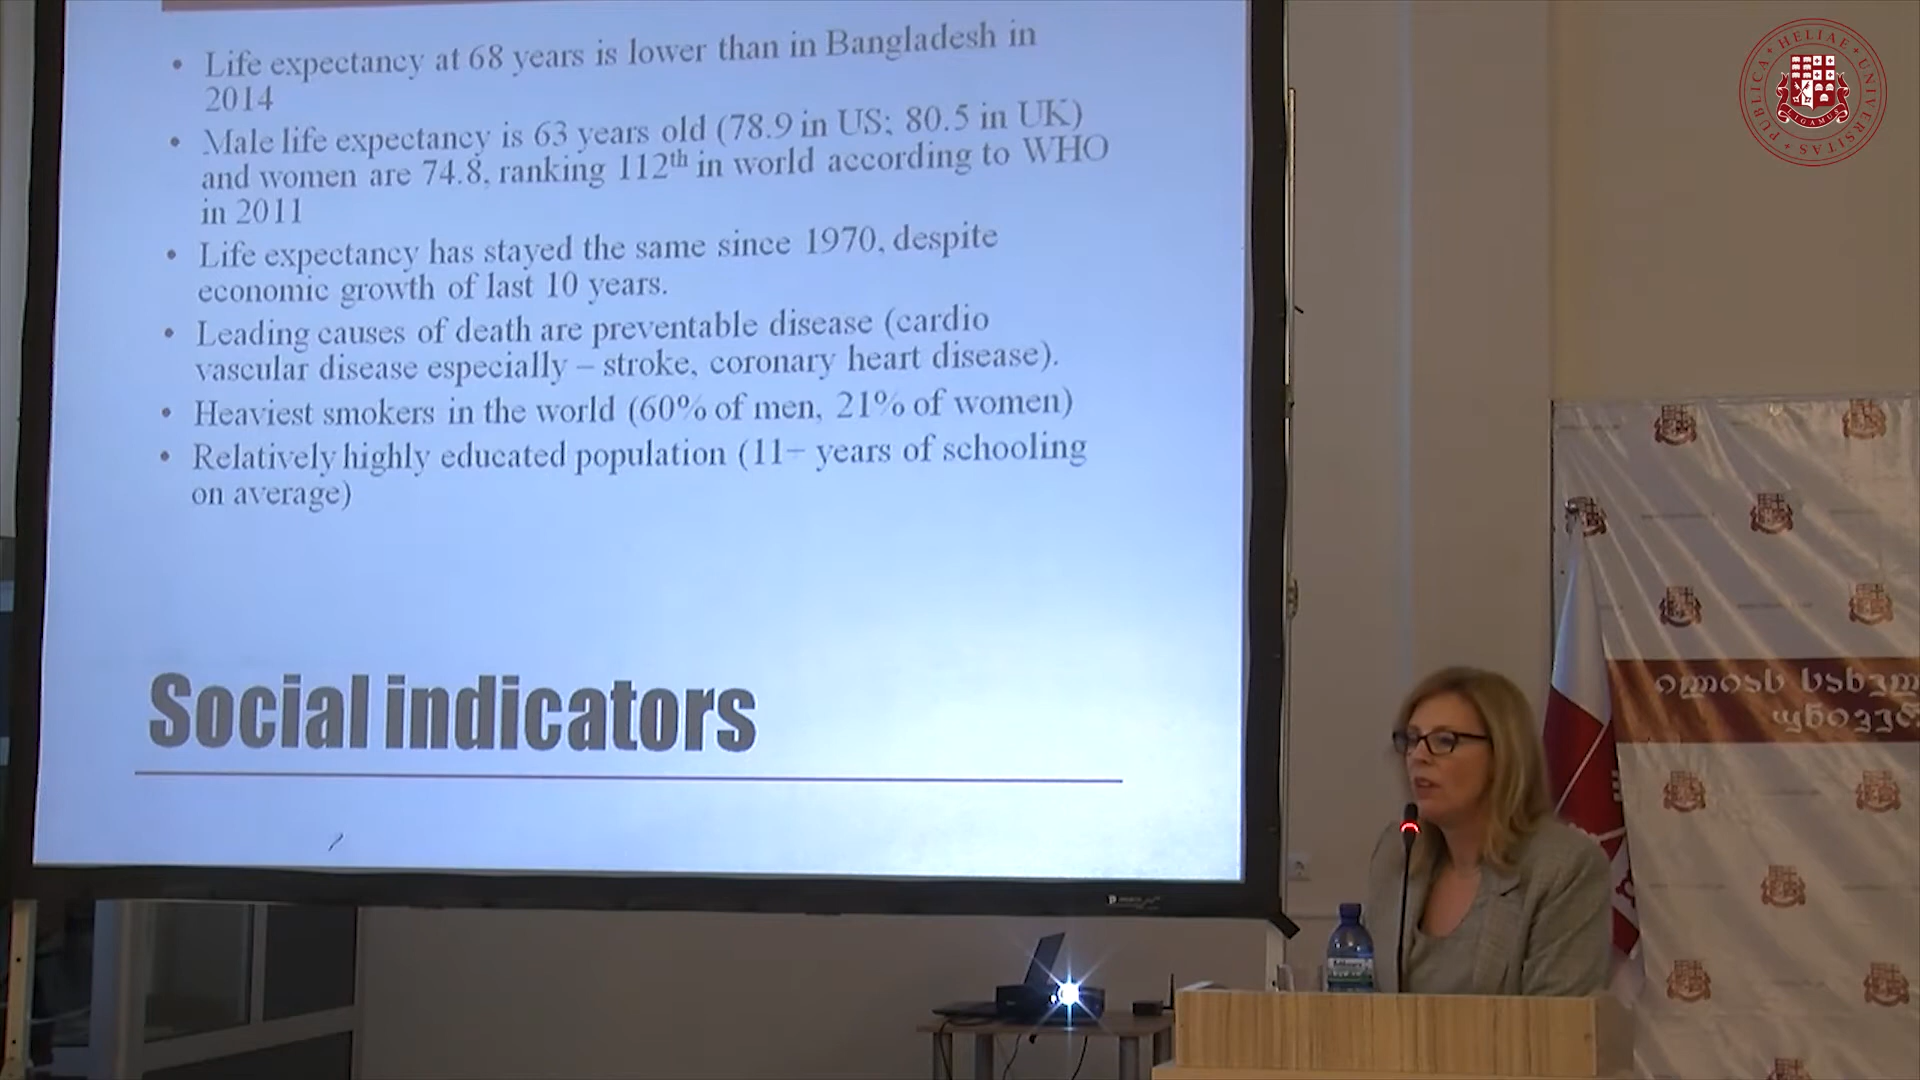 • Life expectancy at 68 years is lower than in Bangladesh in
2014
• Male life expectancy is 63 years old (78.9 in US; 80.5 in UK)
and women are 74.8, ranking 112th in world according to WHO
in 2011
• Life expectancy has stayed the same since 1970, despite
economic growth of last 10 years.
• Leading causes of death are preventable disease (cardio
vascular disease especially – stroke, coronary heart disease).
• Heaviest smokers in the world (60% of men, 21% of women)
• Relatively highly educated population (11+ years of schooling
on average)
Social indicators
HELIAE UNIVERSITAS PUBLICA
LIGAMUS
ილიას სახელ
უნივერ